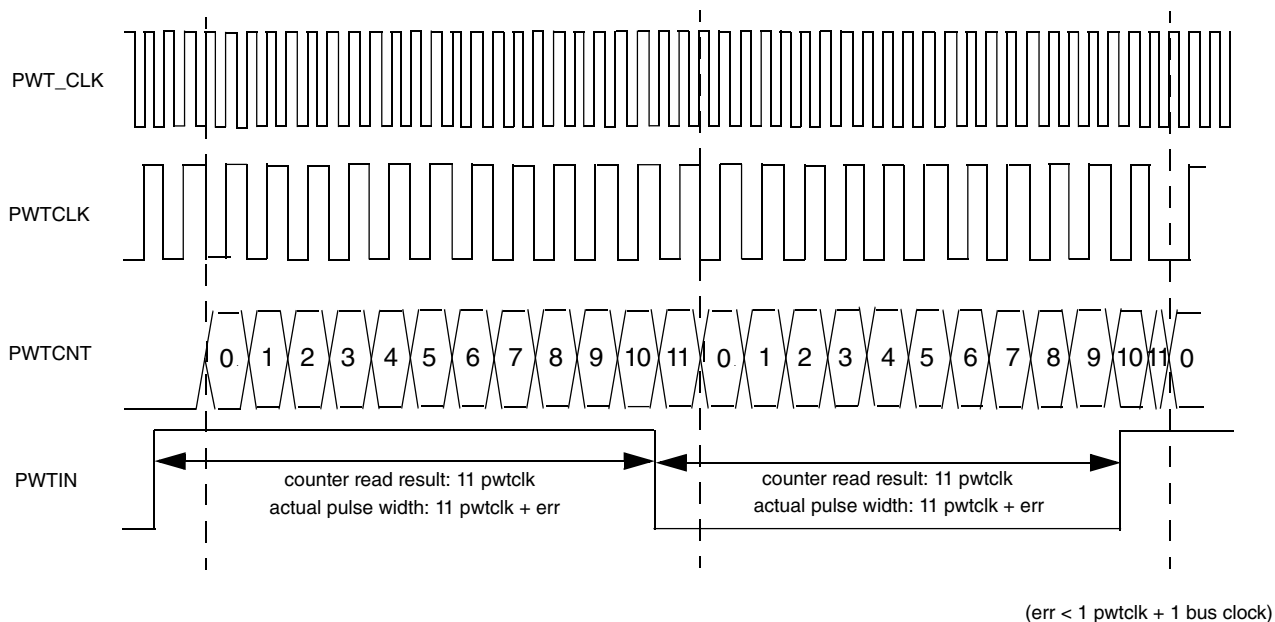 PWT_CLK
PWTCLK
PWTCNT
0 1 2 3 4 5 6 7 8 9 10 11 0 1 2 3 4 5 6 7 8 9 10 11 0
PWTIN
counter read result: 11 pwtclk
actual pulse width: 11 pwtclk + err
counter read result: 11 pwtclk
actual pulse width: 11 pwtclk + err
(err < 1 pwtclk + 1 bus clock)